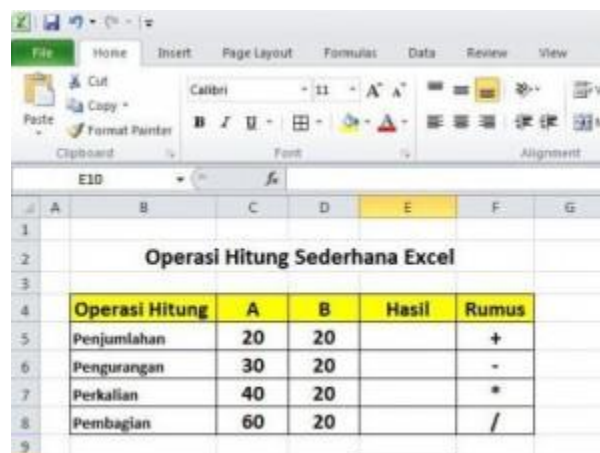 File Home Insert Page Layout Formulas Data Review View
Cut
Copy
Format Painter
Paste
Calibri 11 A A
B I U A
Clipboard Font Alignment
E10 fx
A B C D E F G
1
2 Operasi Hitung Sederhana Excel
3
4 Operasi Hitung A B Hasil Rumus
5 Penjumlahan 20 20 +
6 Pengurangan 30 20 -
7 Perkalian 40 20 *
8 Pembagian 60 20 /
9